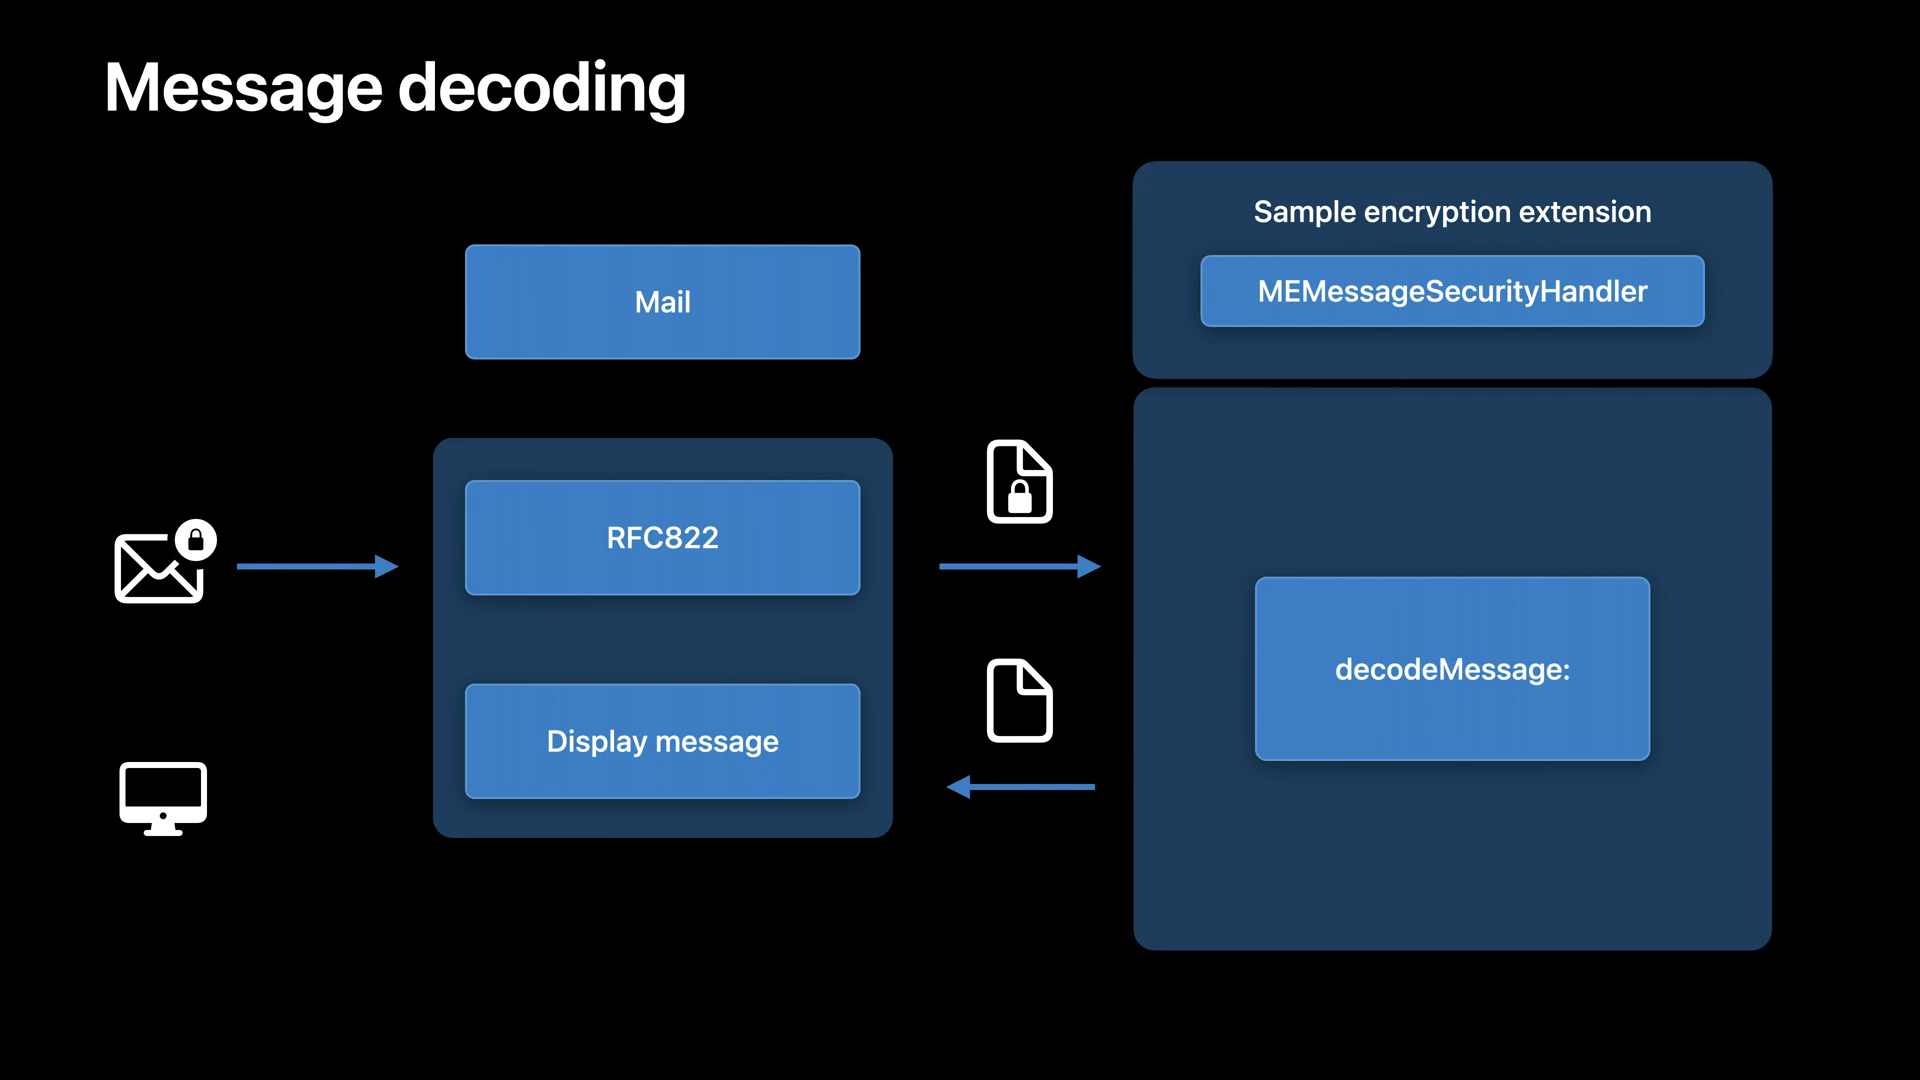 Message decoding
Sample encryption extension
MEMessageSecurityHandler
Mail
RFC822
Display message
decodeMessage: